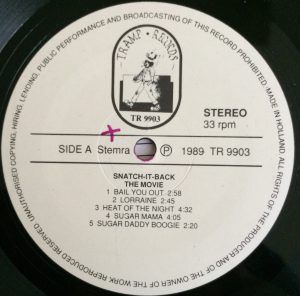 UNAUTHORISED COPYING, HIRING, LENDING, PUBLIC PERFORMANCE AND BROADCASTING OF THIS RECORD PROHIBITED. MADE IN HOLLAND. ALL RIGHTS OF THE PRODUCER AND OF THE OWNER OF THE WORK REPRODUCED RESERVED.
TRAMP RECORDS
TR 9903
STEREO
33 rpm
SIDE A Stemra Ⓟ 1989 TR 9903
SNATCH-IT-BACK
THE MOVIE
1 BAIL YOU OUT 2:58
2 LORRAINE 2:45
3 HEAT OF THE NIGHT 4:32
4 SUGAR MAMA 4:05
5 SUGAR DADDY BOOGIE 2:20